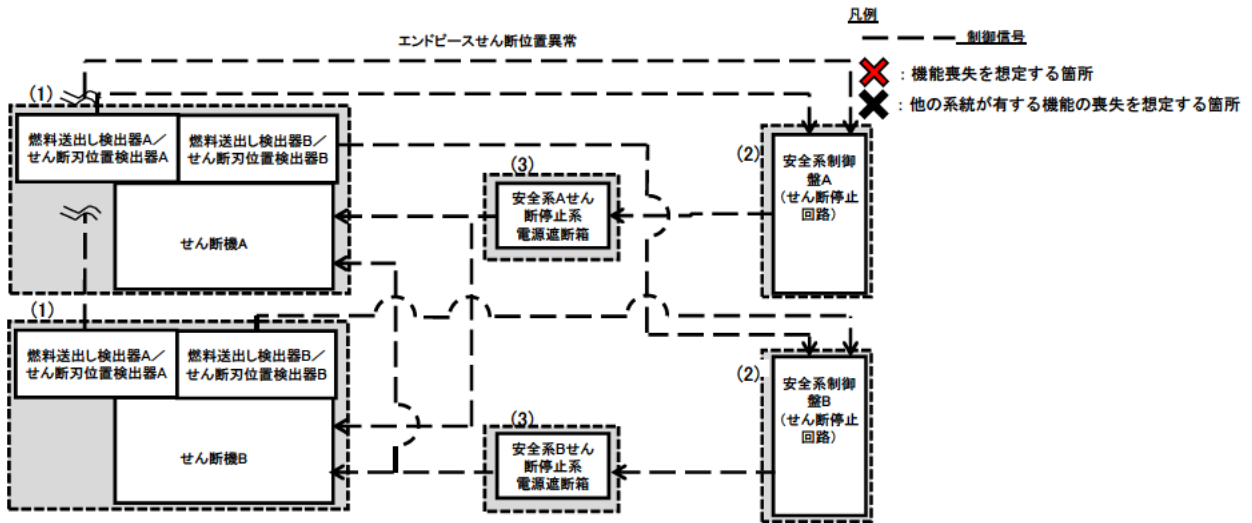 凡例
制御信号
：機能喪失を想定する箇所
：他の系統が有する機能の喪失を想定する箇所
エンドピースせん断位置異常
(1)
燃料送出し検出器A／
せん断刃位置検出器A
燃料送出し検出器B／
せん断刃位置検出器B
せん断機A
(3)
安全系Aせん
断停止系
電源遮断箱
(2)
安全系制御
盤A
(せん断停止
回路)
(1)
燃料送出し検出器A／
せん断刃位置検出器A
燃料送出し検出器B／
せん断刃位置検出器B
せん断機B
(3)
安全系Bせん
断停止系
電源遮断箱
(2)
安全系制御
盤B
(せん断停止
回路)